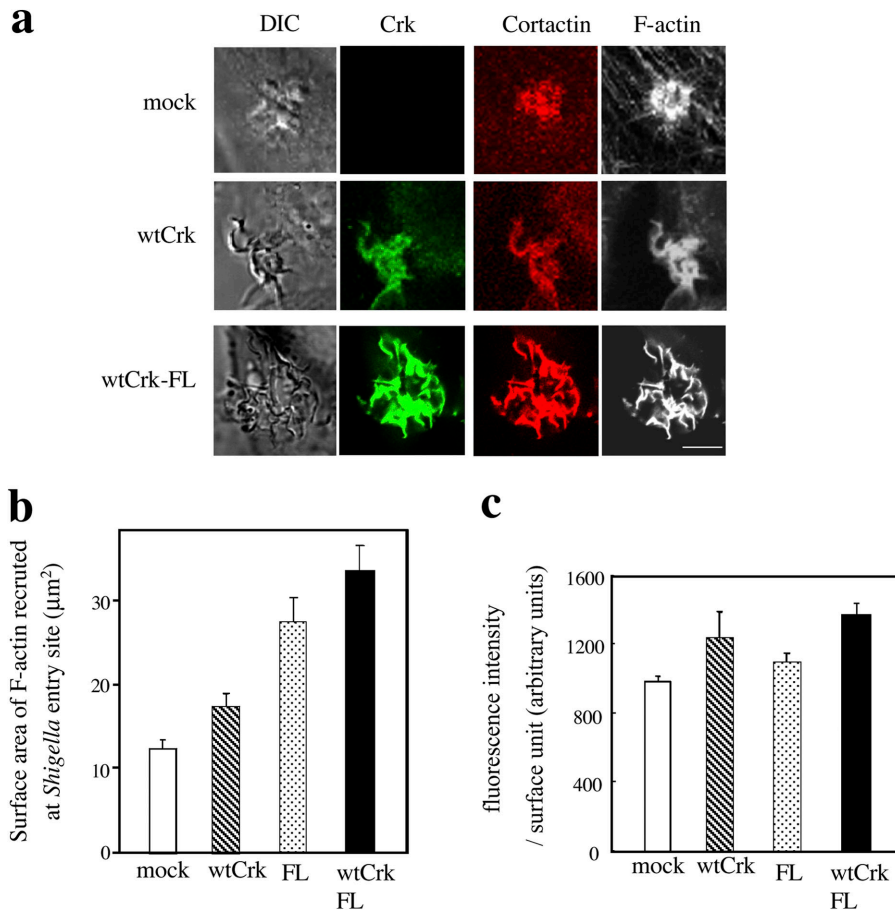 a
DIC Crk Cortactin F-actin
mock
wtCrk
wtCrk-FL
b
Surface area of F-actin recruted
at Shigella entry site (μm²)
30
20
10
0
mock wtCrk FL wtCrk
FL
c
fluorescence intensity
/ surface unit (arbitrary units)
1600
1200
800
400
0
mock wtCrk FL wtCrk
FL